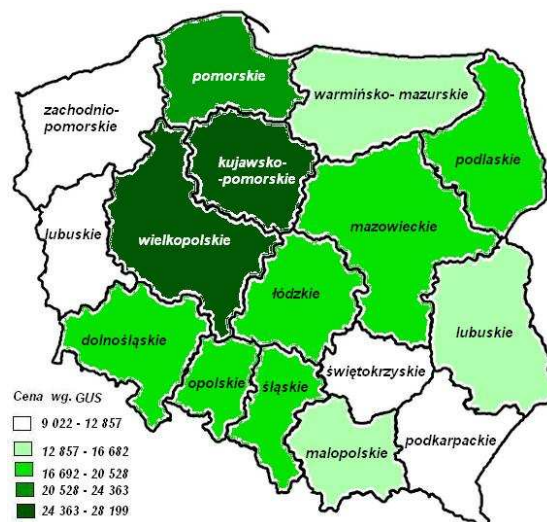 pomorskie
warmińsko- mazurskie
zachodnio-
pomorskie
kujawsko-
-pomorskie
podlaskie
lubuskie
wielkopolskie
mazowieckie
łódzkie
lubuskie
dolnośląskie
opolskie
śląskie
świętokrzyskie
małopolskie
podkarpackie
Cena wg. GUS
9 022 - 12 857
12 857 - 16 682
16 692 - 20 528
20 528 - 24 363
24 363 - 28 199